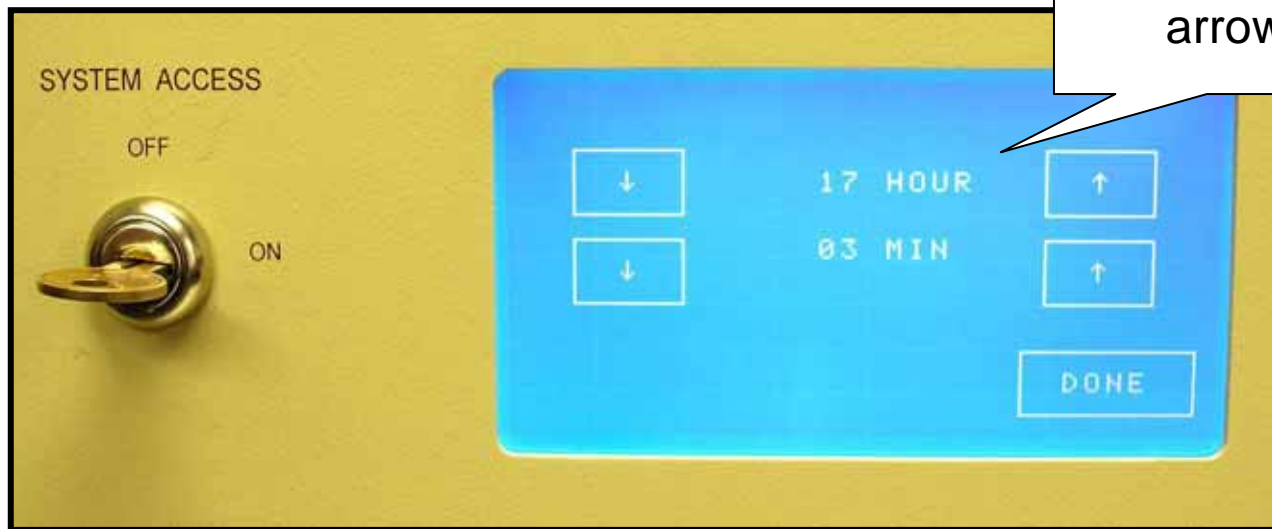 arrow
SYSTEM ACCESS
OFF
ON
↓ 17 HOUR ↑
↓ 03 MIN ↑
DONE